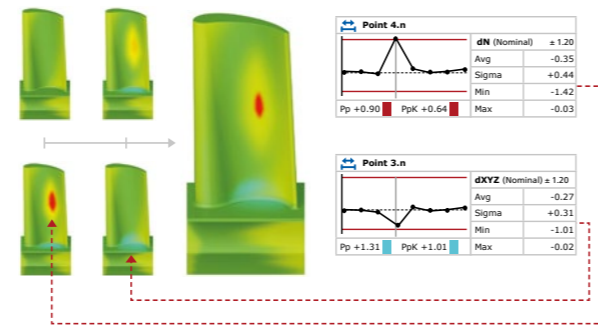 Point 4.n
dN (Nominal) ± 1.20
Avg -0.35
Sigma +0.44
Min -1.42
Pp +0.90 PpK +0.64 Max -0.03
Point 3.n
dXYZ (Nominal) ± 1.20
Avg -0.27
Sigma +0.31
Min -1.01
Pp +1.31 PpK +1.01 Max -0.02